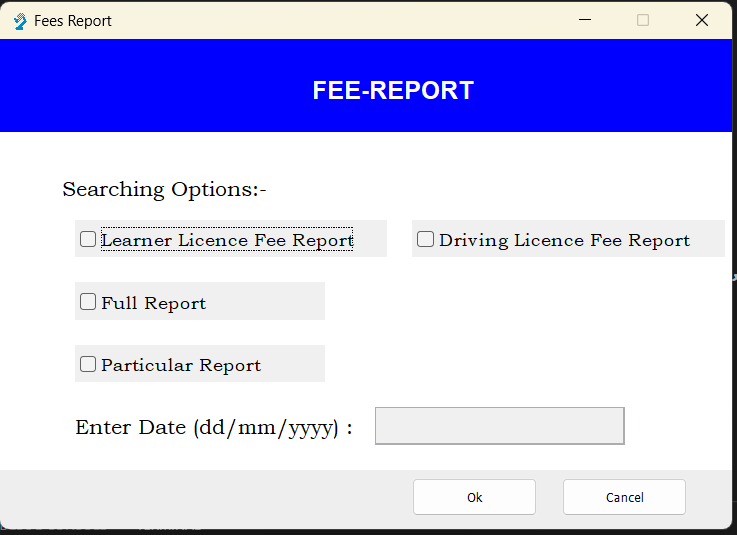 Fees Report
FEE-REPORT
Searching Options:-
Learner Licence Fee Report Driving Licence Fee Report
Full Report
Particular Report
Enter Date (dd/mm/yyyy) :
Ok Cancel